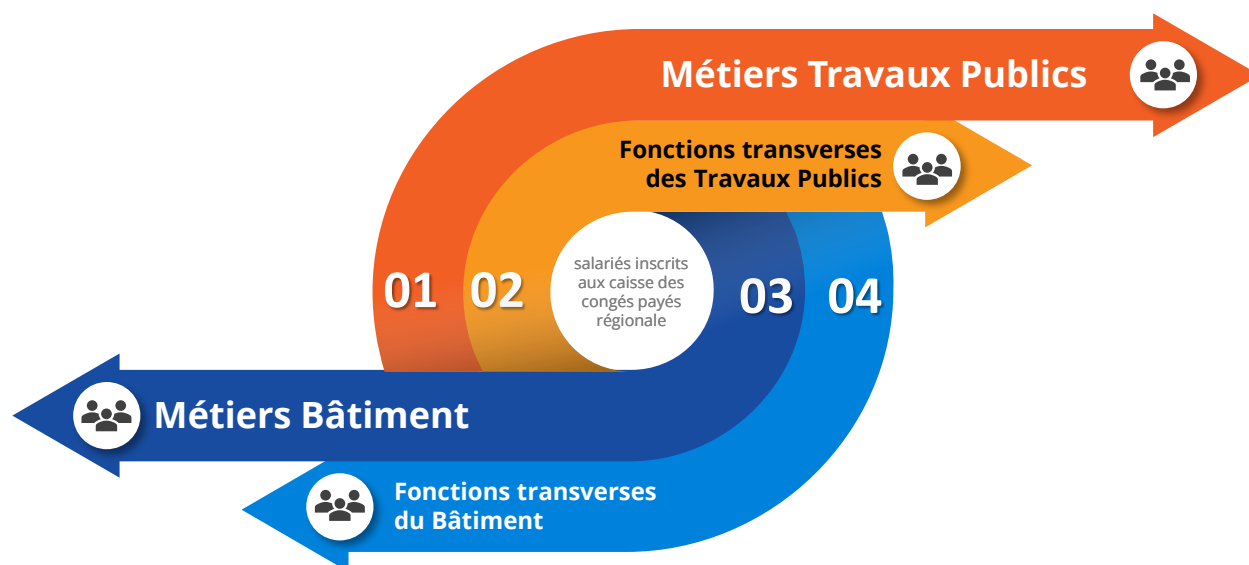 Métiers Travaux Publics
Fonctions transverses
des Travaux Publics
01
02
salariés inscrits
aux caisse des
congés payés
régionale
03
04
Métiers Bâtiment
Fonctions transverses
du Bâtiment